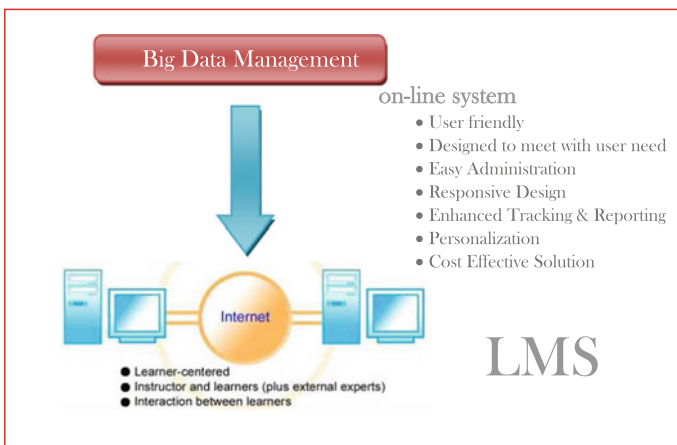 Big Data Management
on-line system
• User friendly
• Designed to meet with user need
• Easy Administration
• Responsive Design
• Enhanced Tracking & Reporting
• Personalization
• Cost Effective Solution
Internet
● Learner-centered
● Instructor and learners (plus external experts)
● Interaction between learners
LMS